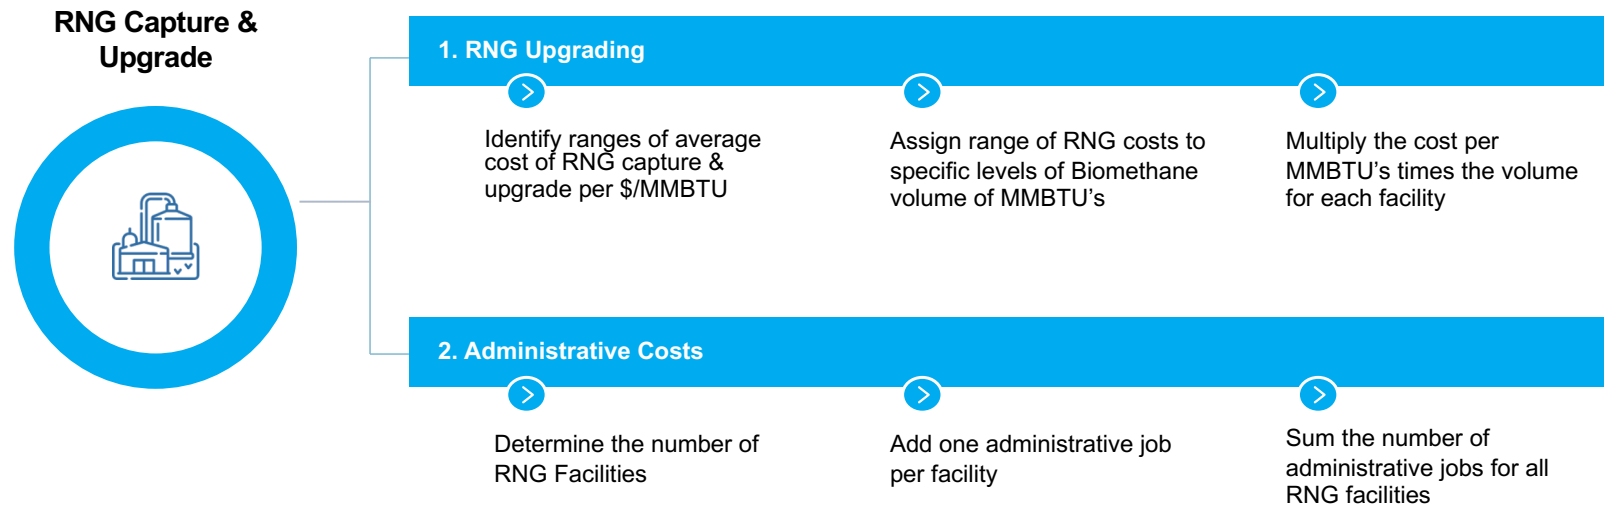 RNG Capture &
Upgrade
1. RNG Upgrading
Identify ranges of average
cost of RNG capture &
upgrade per $/MMBTU
Assign range of RNG costs to
specific levels of Biomethane
volume of MMBTU’s
Multiply the cost per
MMBTU’s times the volume
for each facility
2. Administrative Costs
Determine the number of
RNG Facilities
Add one administrative job
per facility
Sum the number of
administrative jobs for all
RNG facilities